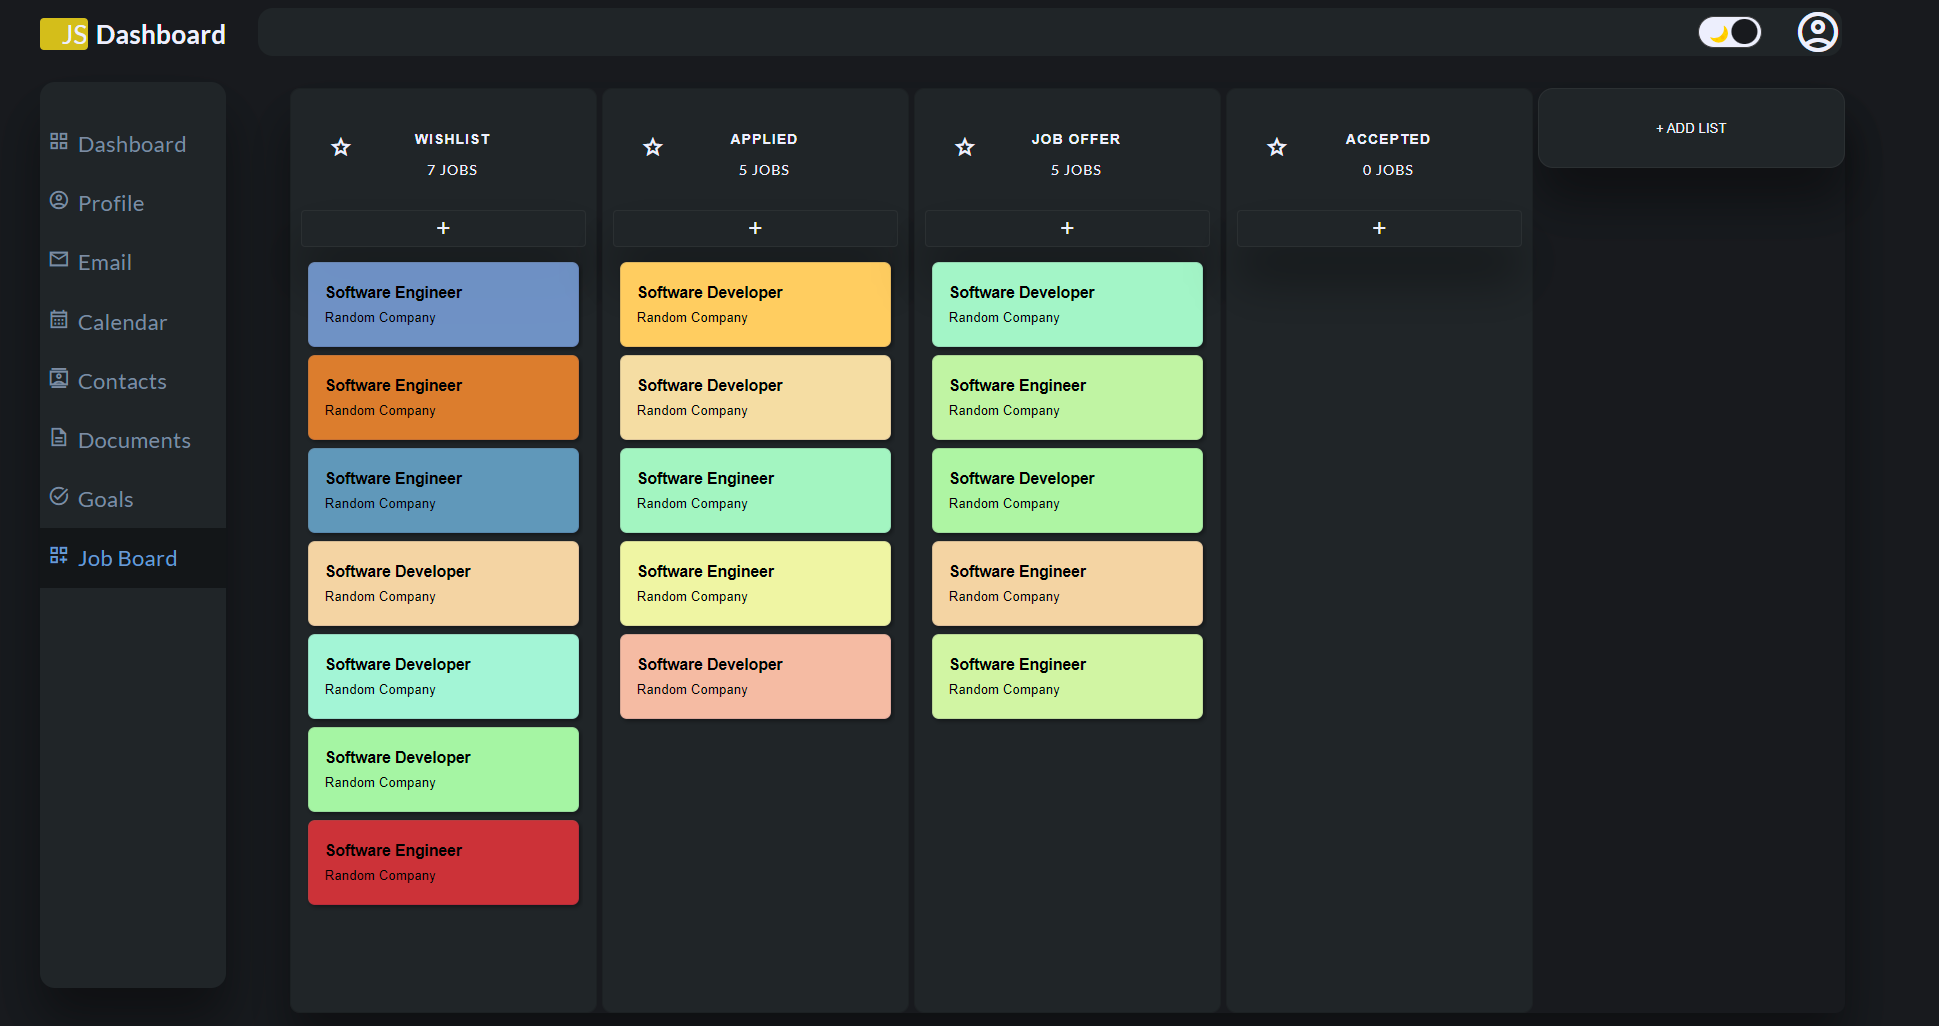 JS Dashboard
Dashboard
Profile
Email
Calendar
Contacts
Documents
Goals
Job Board
WISHLIST
7 JOBS
+
Software Engineer
Random Company
Software Engineer
Random Company
Software Engineer
Random Company
Software Developer
Random Company
Software Developer
Random Company
Software Developer
Random Company
Software Engineer
Random Company
APPLIED
5 JOBS
+
Software Developer
Random Company
Software Developer
Random Company
Software Engineer
Random Company
Software Engineer
Random Company
Software Developer
Random Company
JOB OFFER
5 JOBS
+
Software Developer
Random Company
Software Engineer
Random Company
Software Developer
Random Company
Software Engineer
Random Company
Software Engineer
Random Company
ACCEPTED
0 JOBS
+
+ ADD LIST